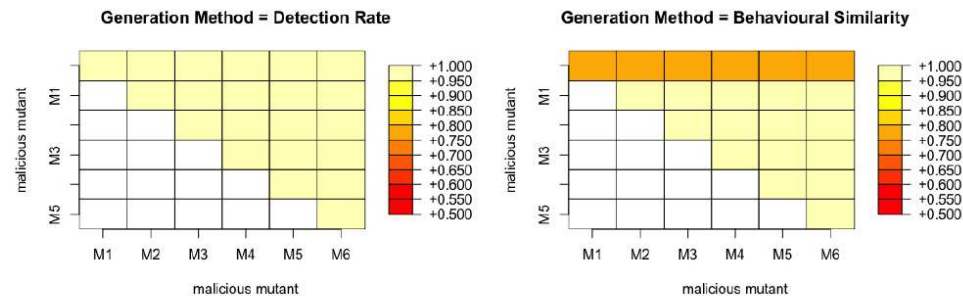 Generation Method = Detection Rate
malicious mutant
M1
M3
M5
M1 M2 M3 M4 M5 M6
malicious mutant
+1.000
+0.950
+0.900
+0.850
+0.800
+0.750
+0.700
+0.650
+0.600
+0.550
+0.500
Generation Method = Behavioural Similarity
malicious mutant
M1
M3
M5
M1 M2 M3 M4 M5 M6
malicious mutant
+1.000
+0.950
+0.900
+0.850
+0.800
+0.750
+0.700
+0.650
+0.600
+0.550
+0.500